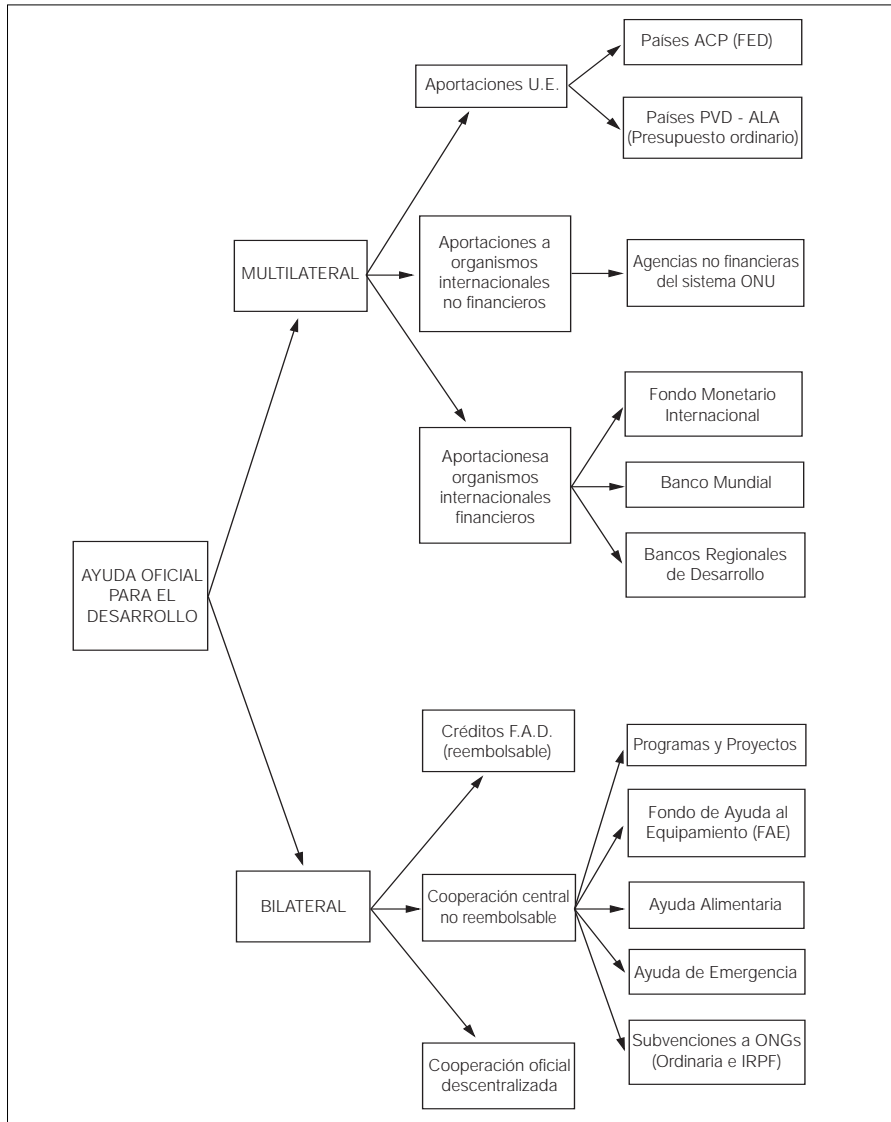 Países ACP (FED)
Aportaciones U.E.
Países PVD - ALA
(Presupuesto ordinario)
MULTILATERAL
Aportaciones a
organismos
internacionales
no financieros
Agencias no financieras
del sistema ONU
Fondo Monetario
Internacional
Aportacionesa
organismos
internacionales
financieros
Banco Mundial
Bancos Regionales
de Desarrollo
AYUDA OFICIAL
PARA EL
DESARROLLO
Créditos F.A.D.
(reembolsable)
Programas y Proyectos
Fondo de Ayuda al
Equipamiento (FAE)
BILATERAL
Cooperación central
no reembolsable
Ayuda Alimentaria
Ayuda de Emergencia
Subvenciones a ONGs
(Ordinaria e IRPF)
Cooperación oficial
descentralizada